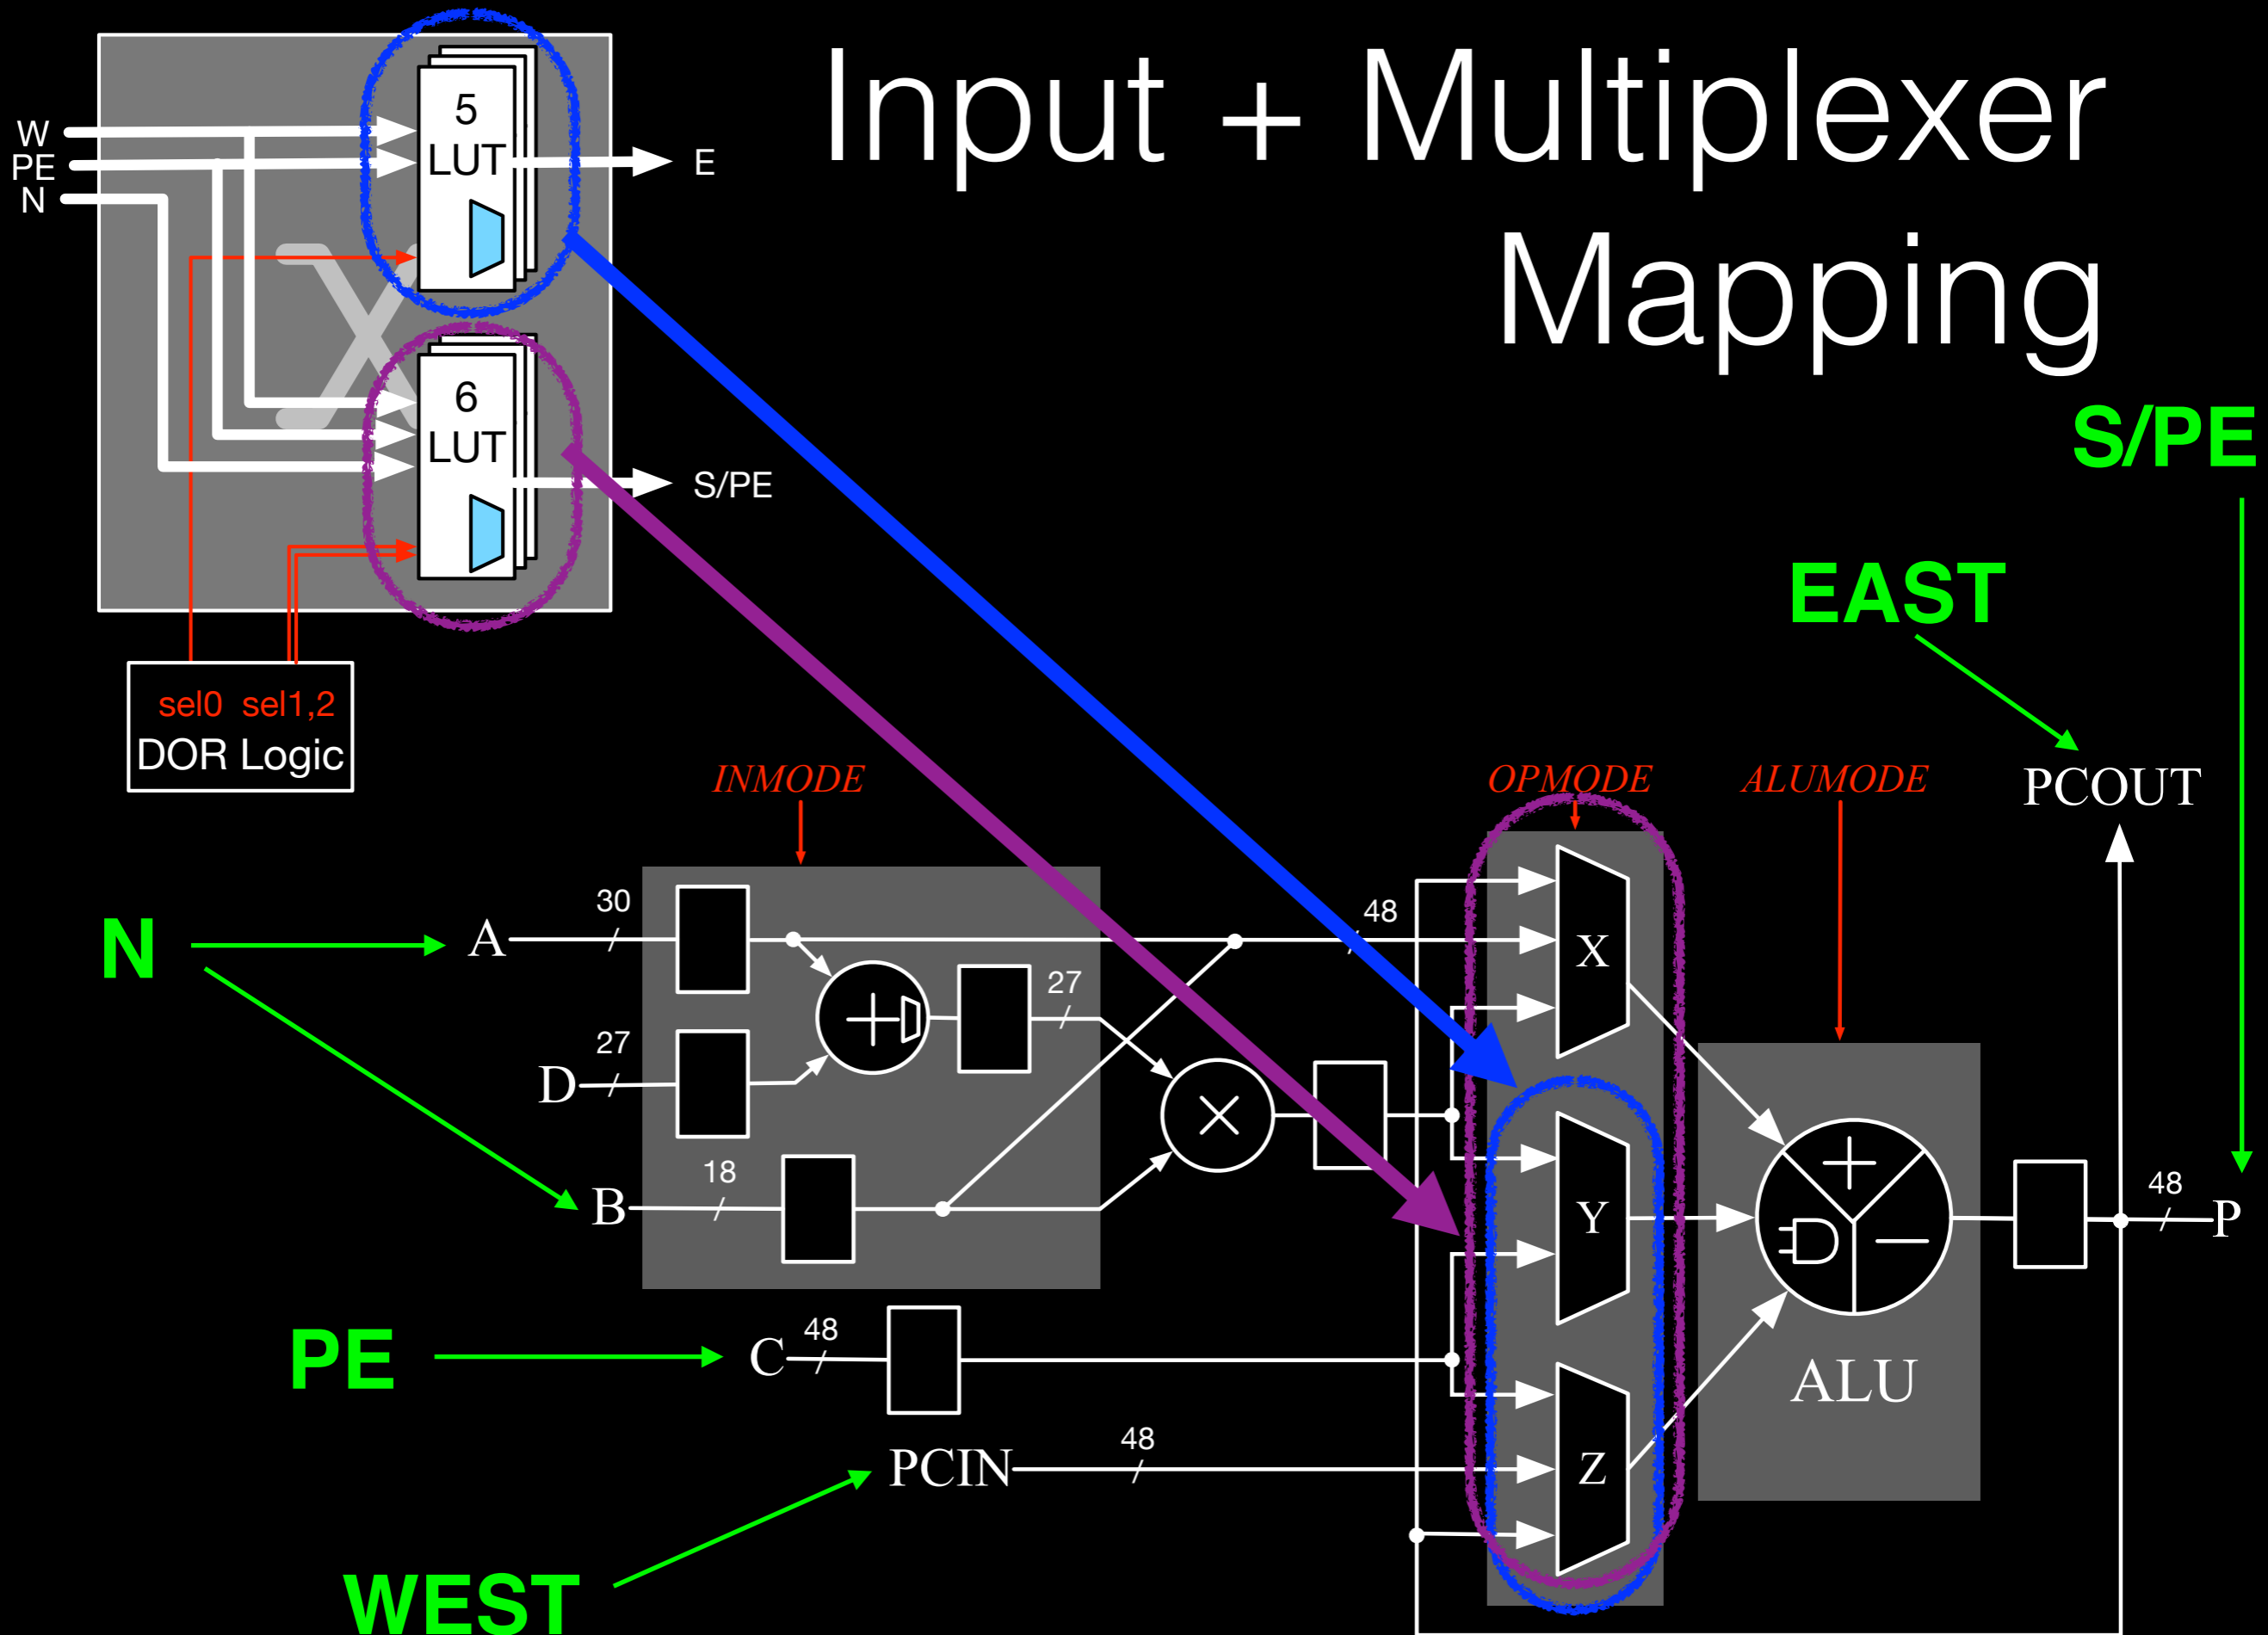 Input + Multiplexer
Mapping
W
PE
N
5
LUT
E
6
LUT
S/PE
sel0 sel1,2
DOR Logic
S/PE
EAST
INMODE
OPMODE
ALUMODE
PCOUT
N
A
30
48
X
27
D
27
B
18
Y
48
P
PE
C
48
ALU
PCIN
48
Z
WEST